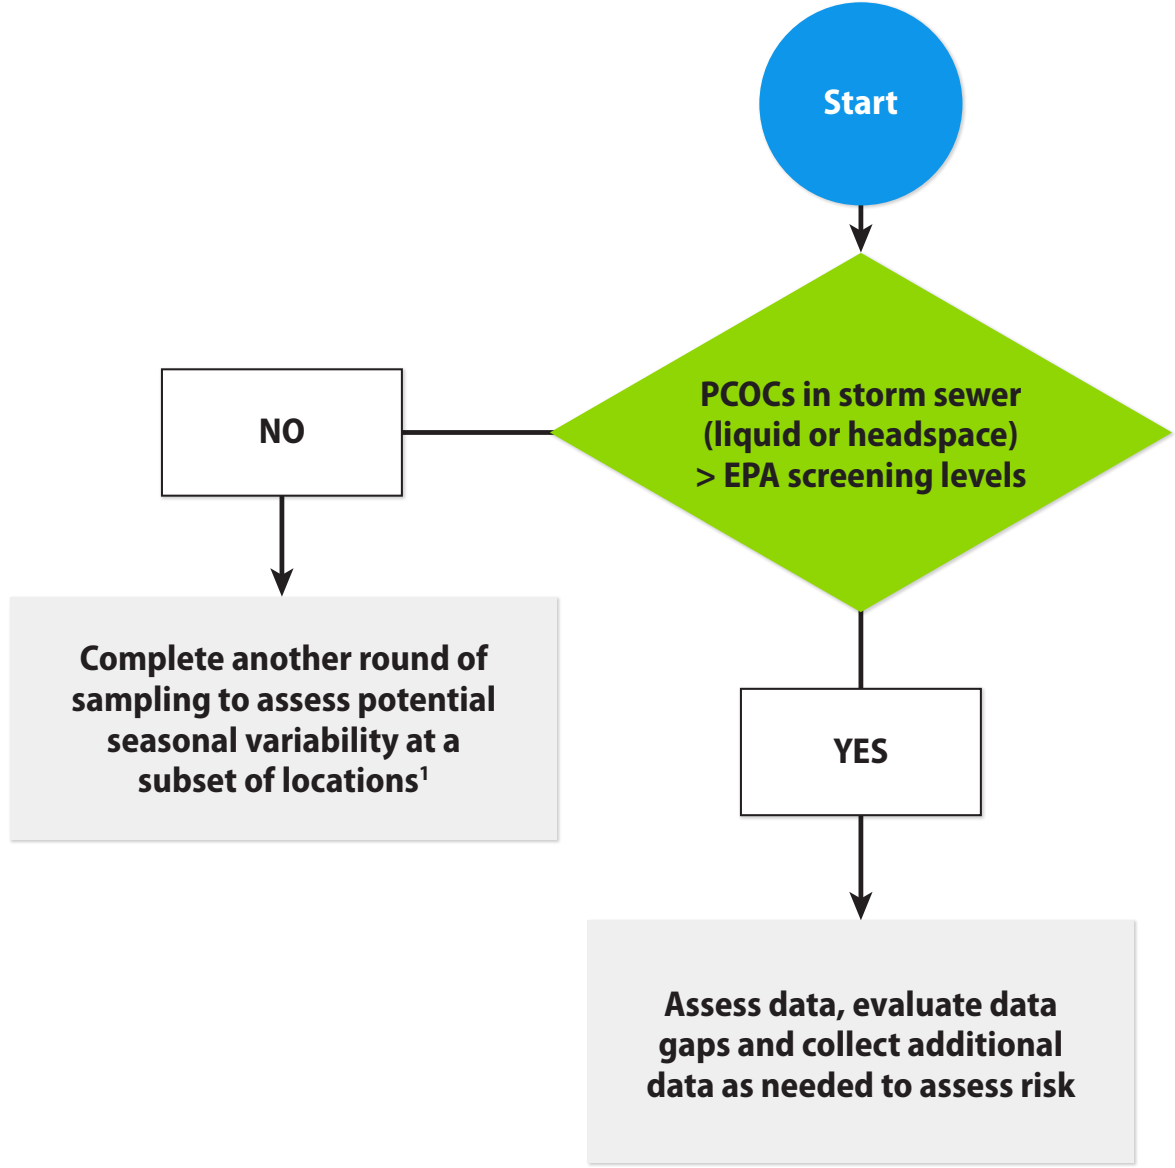 Start
PCOCs in storm sewer
(liquid or headspace)
> EPA screening levels
NO
Complete another round of
sampling to assess potential
seasonal variability at a
subset of locations¹
YES
Assess data, evaluate data
gaps and collect additional
data as needed to assess risk